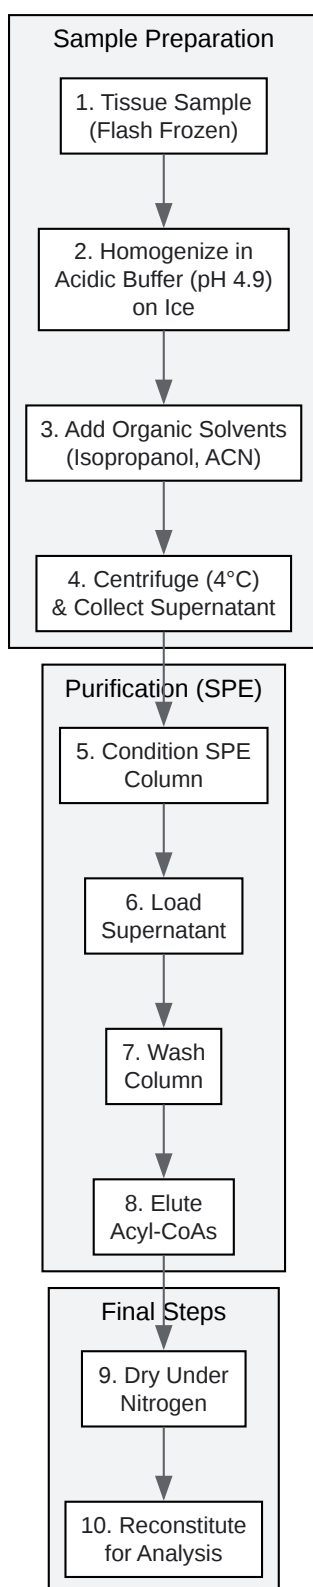 Sample Preparation
1. Tissue Sample
(Flash Frozen)
2. Homogenize in
Acidic Buffer (pH 4.9)
on Ice
3. Add Organic Solvents
(Isopropanol, ACN)
4. Centrifuge (4°C)
& Collect Supernatant
Purification (SPE)
5. Condition SPE
Column
6. Load
Supernatant
7. Wash
Column
8. Elute
Acyl-CoAs
Final Steps
9. Dry Under
Nitrogen
10. Reconstitute
for Analysis